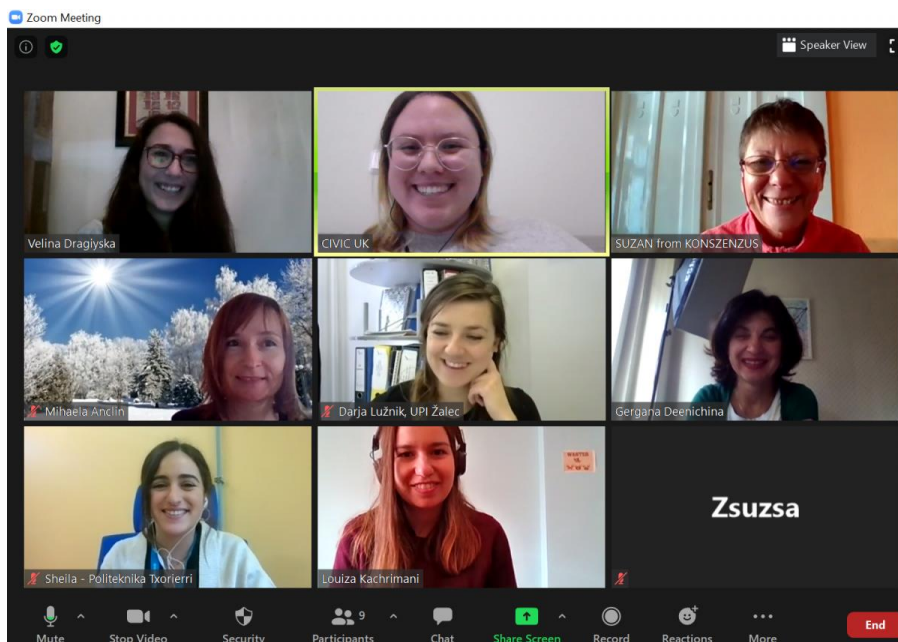 Zoom Meeting
Speaker View
Velina Dragiyska
CIVIC UK
SUZAN from KONSZENZUS
Mihaela Anclin
Darja Lužnik, UPI Žalec
Gergana Deenichina
MASTER
Zsuzsa
Sheila - Politeknika Txorierri
Louiza Kachrimani
9
Mute
Stop Video
Security
Participants
Chat
Share Screen
Record
Reactions
More
End